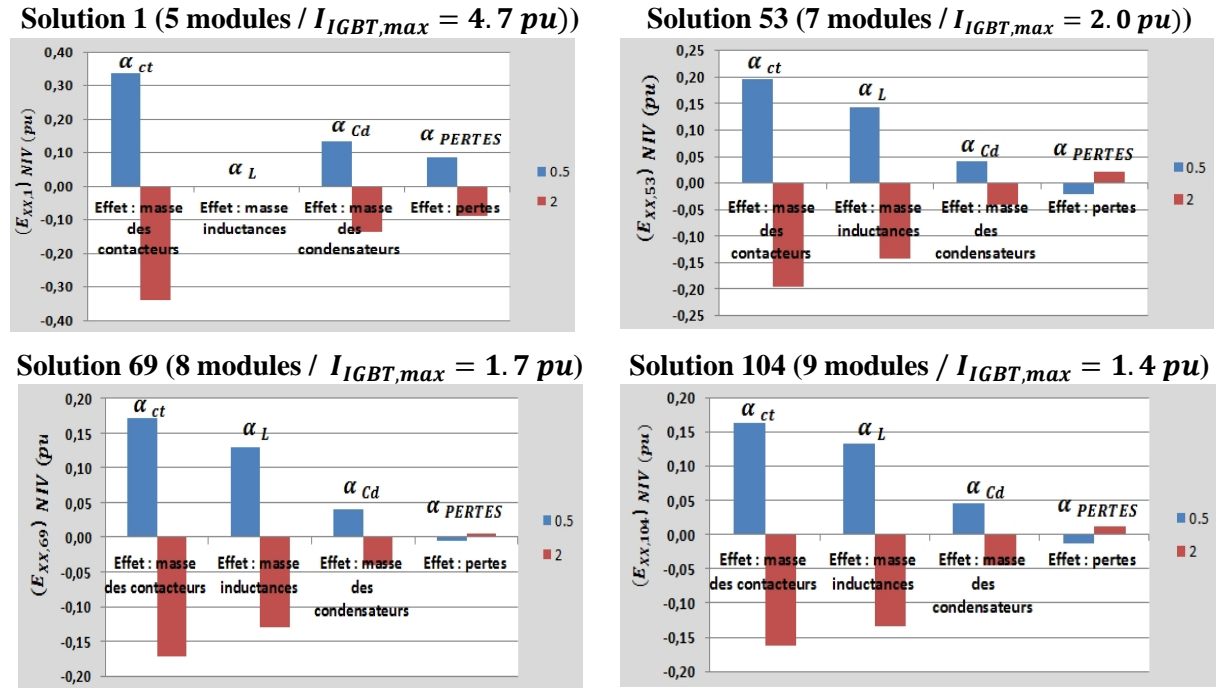 Solution 1 (5 modules / I_IGBT,max = 4.7 pu))
(E_XX,1) NIV (pu)
0,40
0,30
0,20
0,10
0,00
-0,10
-0,20
-0,30
-0,40
α ct
α L
α Cd
α PERTES
Effet : masse des contacteurs
Effet : masse inductances
Effet : masse des condensateurs
Effet : pertes
0.5
2
Solution 53 (7 modules / I_IGBT,max = 2.0 pu))
(E_XX,53) NIV (pu)
0,25
0,20
0,15
0,10
0,05
0,00
-0,05
-0,10
-0,15
-0,20
-0,25
α ct
α L
α Cd
α PERTES
Effet : masse des contacteurs
Effet : masse inductances
Effet : masse des condensateurs
Effet : pertes
0.5
2
Solution 69 (8 modules / I_IGBT,max = 1.7 pu)
(E_XX,69) NIV (pu
0,20
0,15
0,10
0,05
0,00
-0,05
-0,10
-0,15
-0,20
α ct
α L
α Cd
α PERTES
Effet : masse des contacteurs
Effet : masse inductances
Effet : masse des condensateurs
Effet : pertes
0.5
2
Solution 104 (9 modules / I_IGBT,max = 1.4 pu)
(E_XX,104) NIV (pu)
0,20
0,15
0,10
0,05
0,00
-0,05
-0,10
-0,15
-0,20
α ct
α L
α Cd
α PERTES
Effet : masse des contacteurs
Effet : masse inductances
Effet : masse des condensateurs
Effet : pertes
0.5
2